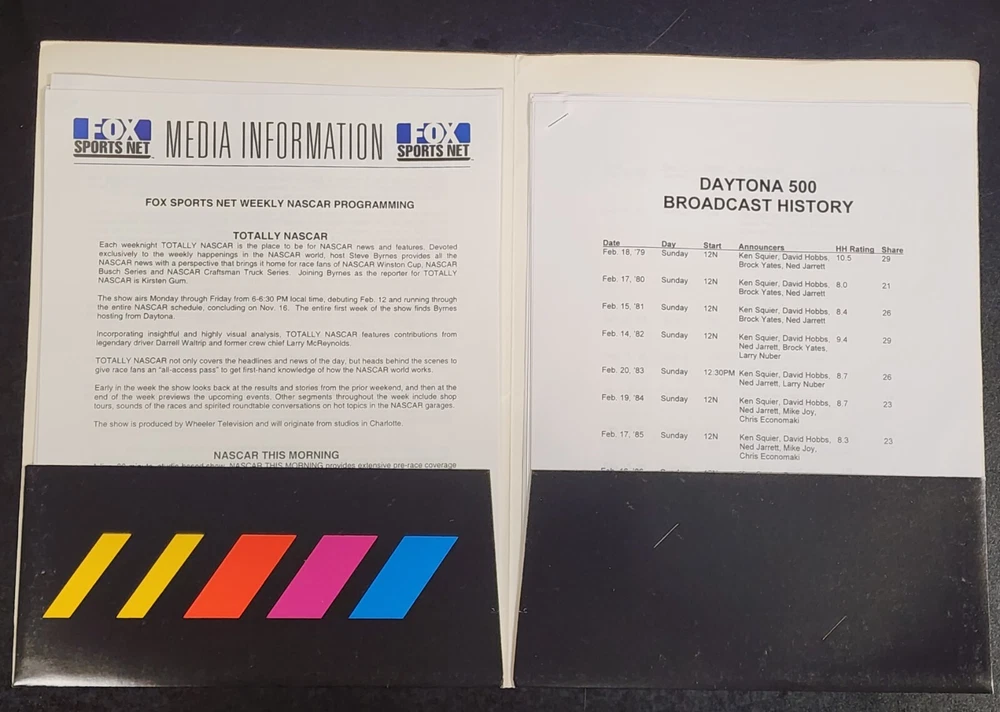 FOX SPORTS NET MEDIA INFORMATION FOX SPORTS NET
FOX SPORTS NET WEEKLY NASCAR PROGRAMMING
TOTALLY NASCAR
Each weeknight TOTALLY NASCAR is the place to be for NASCAR news and features. Devoted
exclusively to the weekly happenings in the NASCAR world, host Steve Byrnes provides all the
NASCAR news with a perspective that brings it home for race fans of NASCAR Winston Cup, NASCAR
Busch Series and NASCAR Craftsman Truck Series. Joining Byrnes as the reporter for TOTALLY
NASCAR is Kirsten Gum.
The show airs Monday through Friday from 6-6:30 PM local time, debuting Feb. 12 and running through
the entire NASCAR schedule, concluding on Nov. 16. The entire first week of the show finds Byrnes
hosting from Daytona.
Incorporating insightful and highly visual analysis, TOTALLY NASCAR features contributions from
legendary driver Darrell Waltrip and former crew chief Larry McReynolds.
TOTALLY NASCAR not only covers the headlines and news of the day, but heads behind the scenes to
give race fans an "all-access pass" to get first-hand knowledge of how the NASCAR world works.
Early in the week the show looks back at the results and stories from the prior weekend, and then at the
end of the week previews the upcoming events. Other segments throughout the week include shop
tours, sounds of the races and spirited roundtable conversations on hot topics in the NASCAR garages.
The show is produced by Wheeler Television and will originate from studios in Charlotte.
NASCAR THIS MORNING
show, NASCAR THIS MORNING provides extensive pre-race coverage
DAYTONA 500
BROADCAST HISTORY
Date Day Start Announcers HH Rating Share
Feb. 18, '79 Sunday 12N Ken Squier, David Hobbs, 10.5 29
Brock Yates, Ned Jarrett
Feb. 17, '80 Sunday 12N Ken Squier, David Hobbs, 8.0 21
Brock Yates, Ned Jarrett
Feb. 15, '81 Sunday 12N Ken Squier, David Hobbs, 8.4 26
Brock Yates, Ned Jarrett
Feb. 14, '82 Sunday 12N Ken Squier, David Hobbs, 9.4 29
Ned Jarrett, Brock Yates,
Larry Nuber
Feb. 20, '83 Sunday 12:30PM Ken Squier, David Hobbs, 8.7 26
Ned Jarrett, Larry Nuber
Feb. 19, '84 Sunday 12N Ken Squier, David Hobbs, 8.7 23
Ned Jarrett, Mike Joy,
Chris Economaki
Feb. 17, '85 Sunday 12N Ken Squier, David Hobbs, 8.3 23
Ned Jarrett, Mike Joy,
Chris Economaki